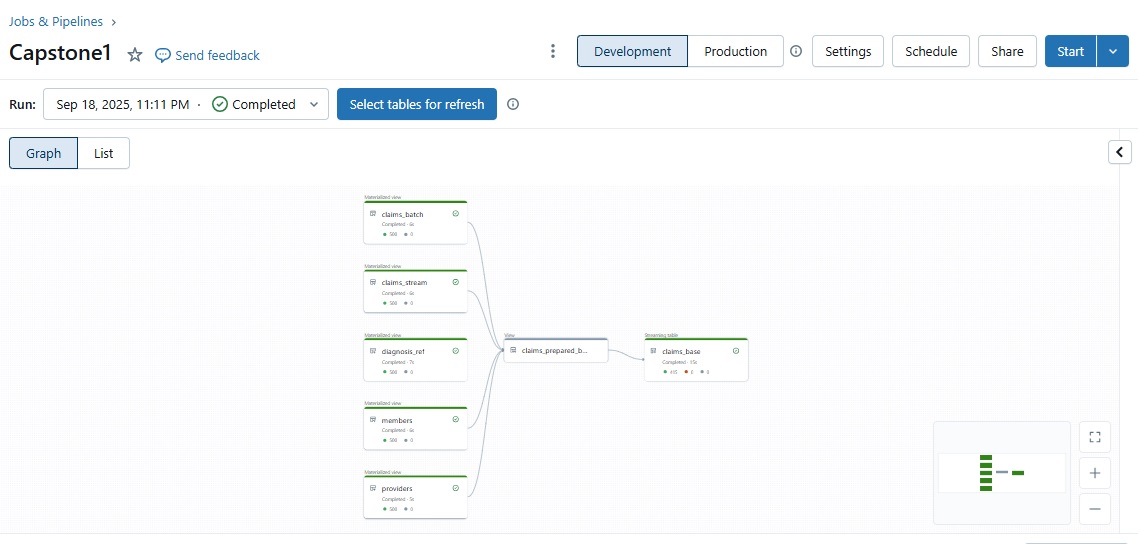 Jobs & Pipelines ›
Capstone1 Send feedback Development Production Settings Schedule Share Start
Run: Sep 18, 2025, 11:11 PM · Completed Select tables for refresh
Graph List
Materialized view
claims_batch
Completed · 6s
500 0
Materialized view
claims_stream
Completed · 6s
500 0
Materialized view
diagnosis_ref
Completed · 7s
500 0
View
claims_prepared_b...
Streaming table
claims_base
Completed · 15s
Materialized view
members
Completed · 6s
500 0
Materialized view
providers
Completed · 5s
500 0